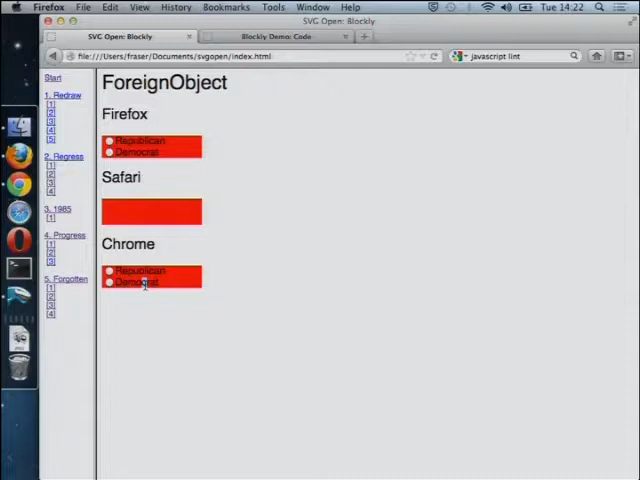 Firefox File Edit View History Bookmarks Tools Window Help Tue 14:22
SVG Open: Blockly
SVG Open: Blockly
Blockly Demo: Code
file:///Users/fraser/Documents/svgopen/index.html
javascript lint
Start
1. Redraw
[1]
[2]
[3]
[4]
[5]
2. Regress
[1]
[2]
[3]
[4]
3. 1985
[1]
4. Progress
[1]
[2]
[3]
5. Forgotten
[1]
[2]
[3]
[4]
ForeignObject
Firefox
Republican
Democrat
Safari
Chrome
Republican
Democrat